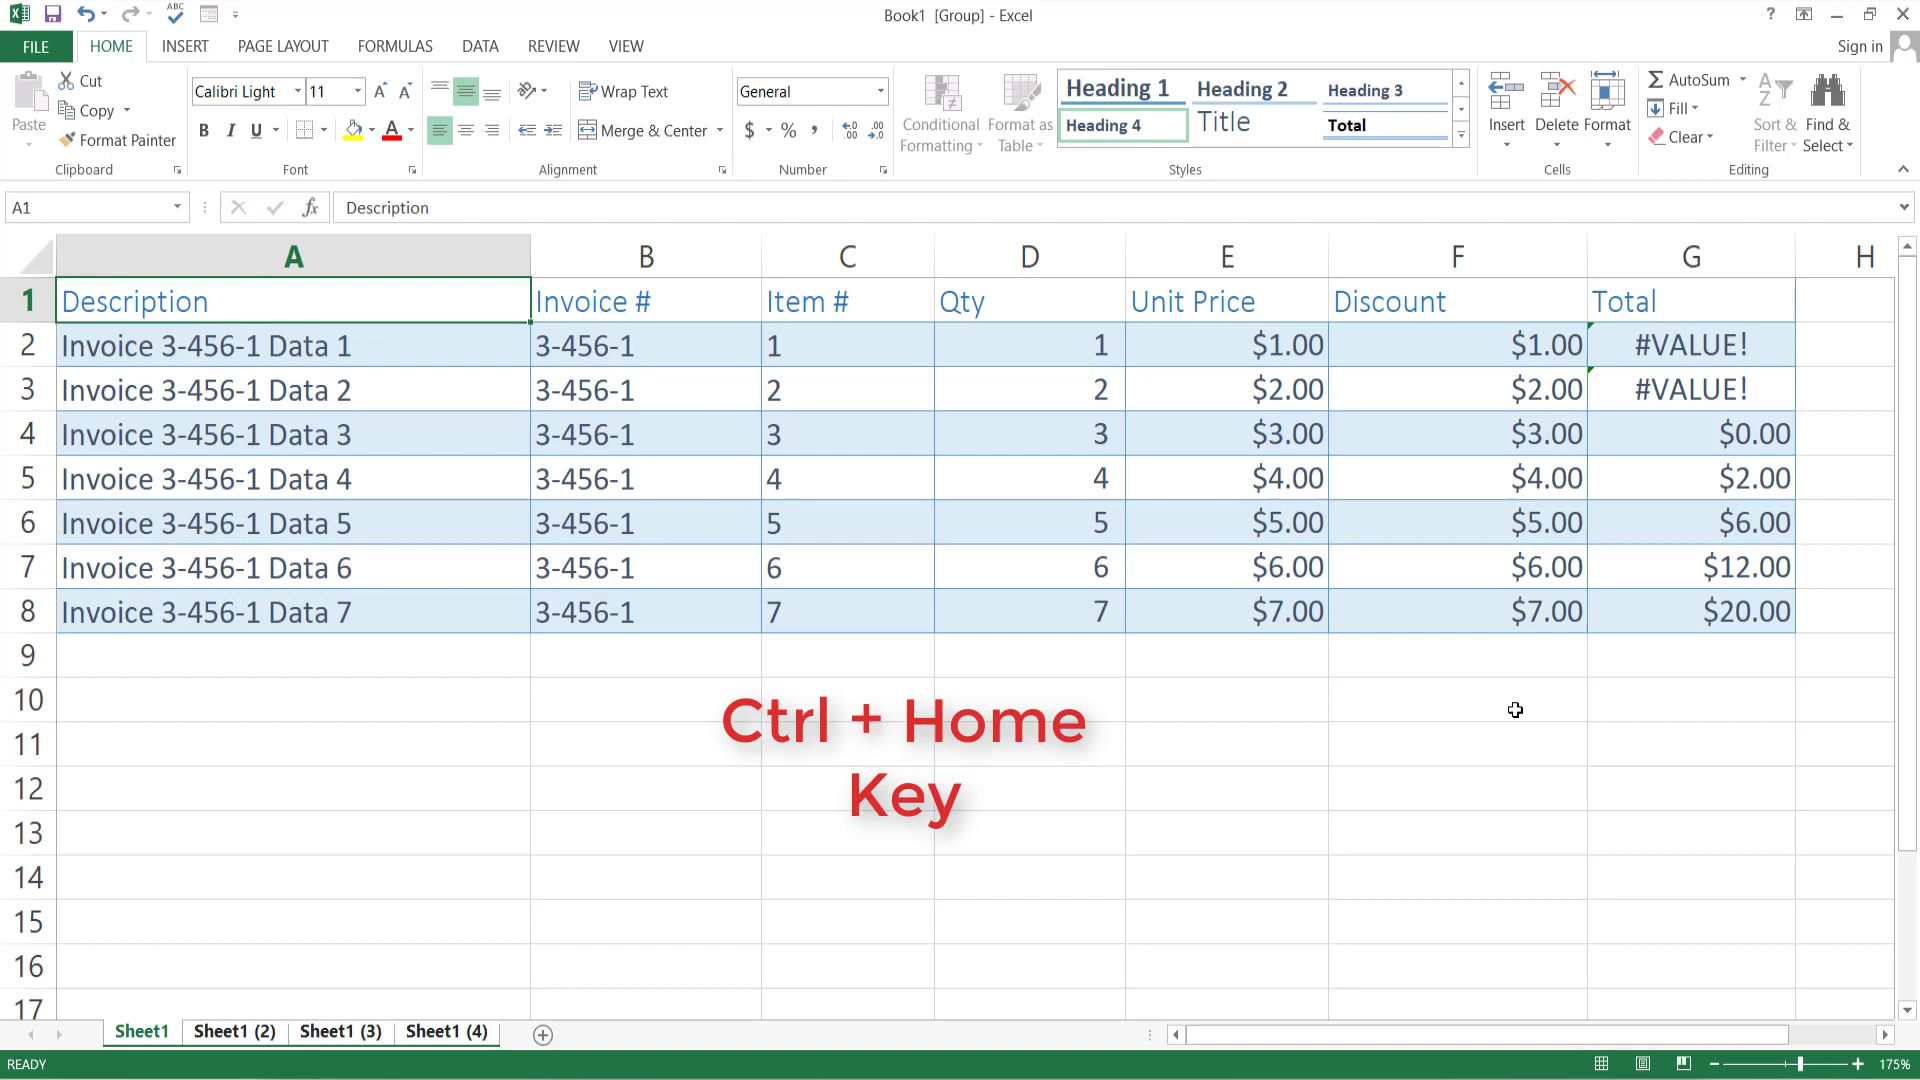 Book1 [Group] - Excel
?
FILE HOME INSERT PAGE LAYOUT FORMULAS DATA REVIEW VIEW Sign in
Paste
Cut
Copy
Format Painter
Clipboard
Calibri Light 11 A A
B I U A
Font
Wrap Text
Merge & Center
Alignment
General
$ % , .00 .0
Number
Conditional Formatting
Format as Table
Heading 1 Heading 2 Heading 3
Heading 4 Title Total
Styles
Insert Delete Format
Cells
AutoSum
Fill
Clear
Sort & Filter
Find & Select
Editing
A1 fx Description
A B C D E F G H
1 Description Invoice # Item # Qty Unit Price Discount Total
2 Invoice 3-456-1 Data 1 3-456-1 1 1 $1.00 $1.00 #VALUE!
3 Invoice 3-456-1 Data 2 3-456-1 2 2 $2.00 $2.00 #VALUE!
4 Invoice 3-456-1 Data 3 3-456-1 3 3 $3.00 $3.00 $0.00
5 Invoice 3-456-1 Data 4 3-456-1 4 4 $4.00 $4.00 $2.00
6 Invoice 3-456-1 Data 5 3-456-1 5 5 $5.00 $5.00 $6.00
7 Invoice 3-456-1 Data 6 3-456-1 6 6 $6.00 $6.00 $12.00
8 Invoice 3-456-1 Data 7 3-456-1 7 7 $7.00 $7.00 $20.00
9
10
Ctrl + Home
11
12
Key
13
14
15
16
17
Sheet1 Sheet1 (2) Sheet1 (3) Sheet1 (4)
READY 175%